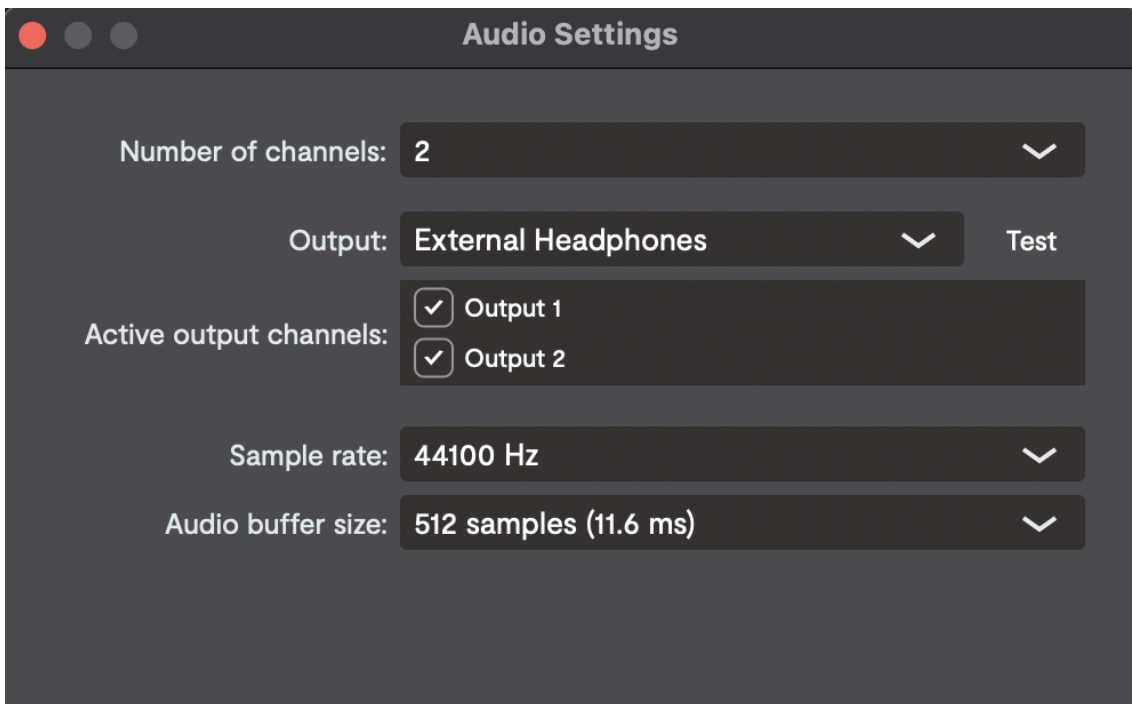 Audio Settings
Number of channels: 2
Output: External Headphones Test
Active output channels:
Output 1
Output 2
Sample rate: 44100 Hz
Audio buffer size: 512 samples (11.6 ms)